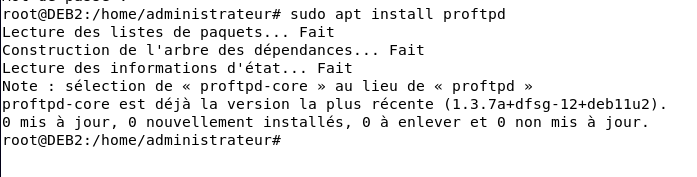 root@DEB2:/home/administrateur# sudo apt install proftpd
Lecture des listes de paquets... Fait
Construction de l'arbre des dépendances... Fait
Lecture des informations d'état... Fait
Note : sélection de « proftpd-core » au lieu de « proftpd »
proftpd-core est déjà la version la plus récente (1.3.7a+dfsg-12+deb11u2).
0 mis à jour, 0 nouvellement installés, 0 à enlever et 0 non mis à jour.
root@DEB2:/home/administrateur#